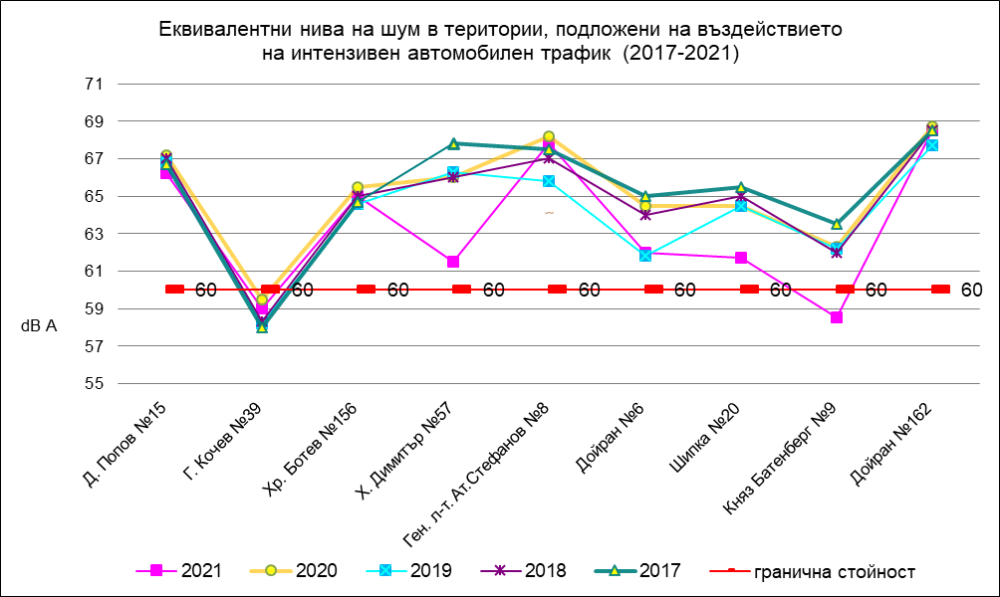 Еквивалентни нива на шум в територии, подложени на въздействието
на интензивен автомобилен трафик (2017-2021)
71
69
67
65
63
61
59
57
55
dB A
60 60 60 60 60 60 60 60 60
Д. Попов №15
Г. Кочев №39
Хр. Ботев №156
Х. Димитър №57
Ген. л-т. Ат.Стефанов №8
Дойран №6
Шипка №20
Княз Батенберг №9
Дойран №162
2021 2020 2019 2018 2017 гранична стойност